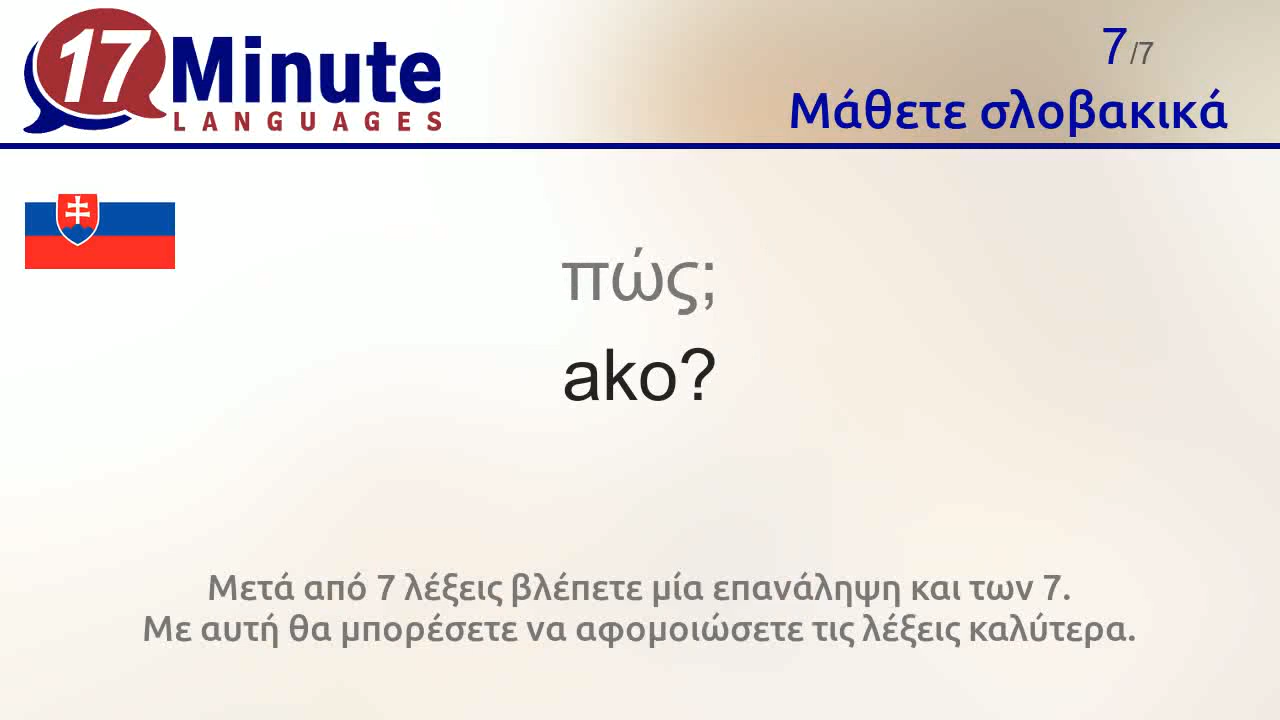 17 Minute
LANGUAGES
7/7
Μάθετε σλοβακικά
πώς;
ako?
Μετά από 7 λέξεις βλέπετε μία επανάληψη και των 7.
Με αυτή θα μπορέσετε να αφομοιώσετε τις λέξεις καλύτερα.